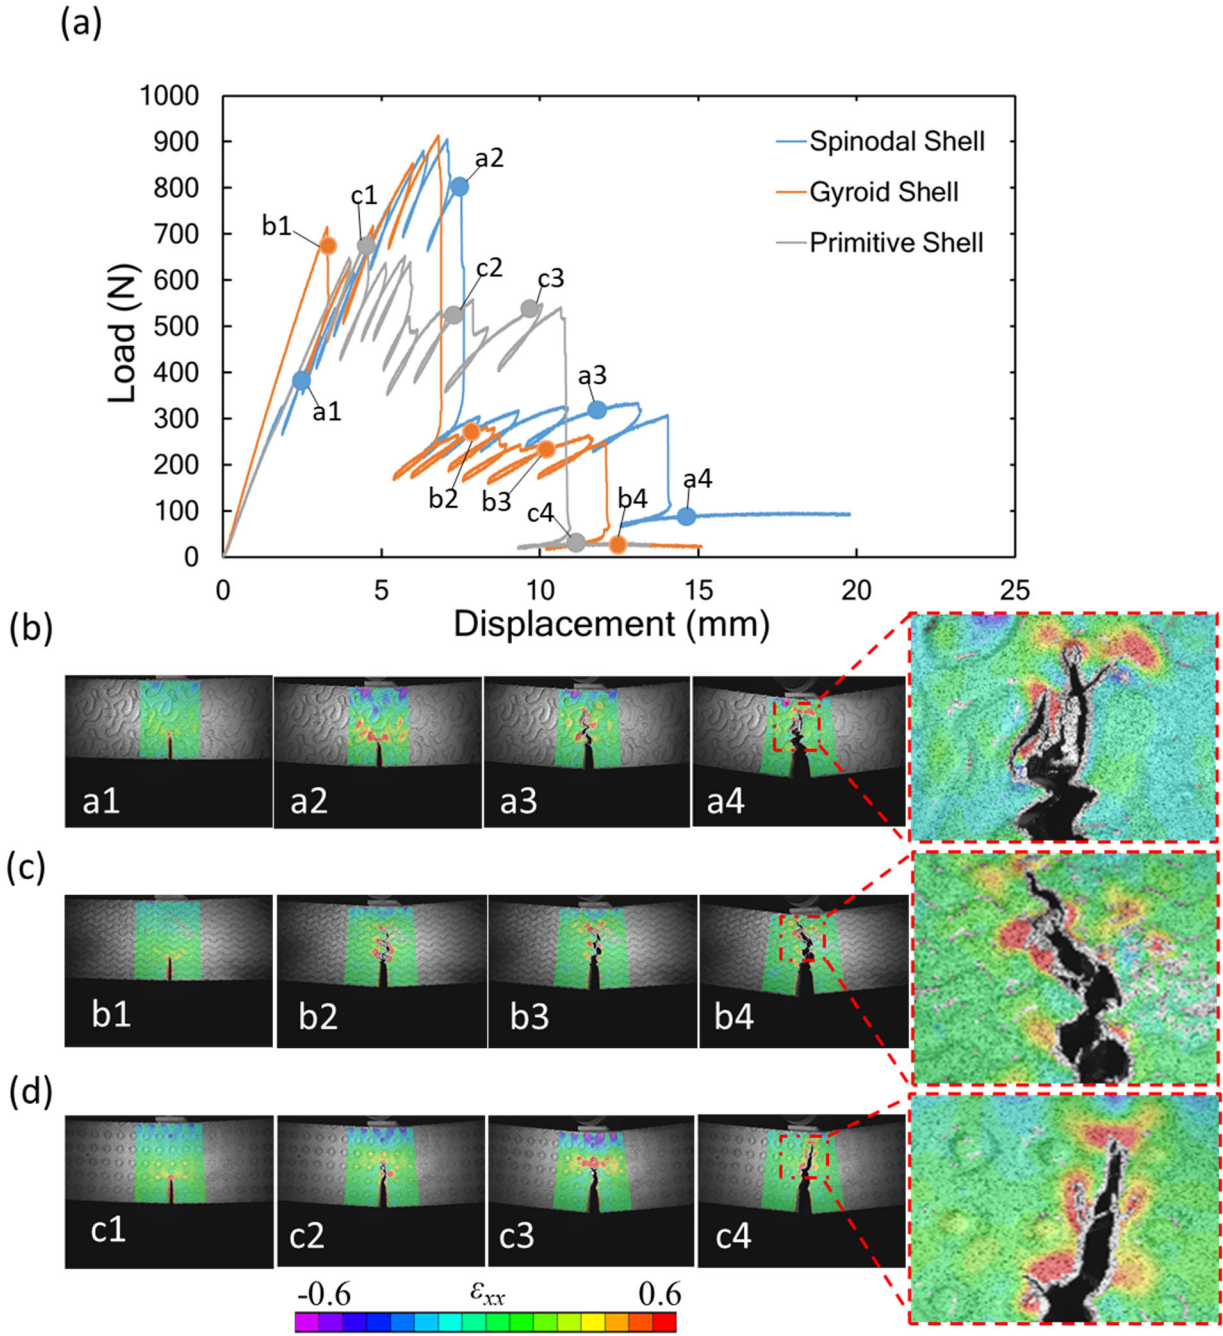 (a)
1000
900
800
700
600
500
400
300
200
100
0
Load (N)
0
5
10
15
20
25
Displacement (mm)
Spinodal Shell
Gyroid Shell
Primitive Shell
a1
a2
a3
a4
b1
b2
b3
b4
c1
c2
c3
c4
(b)
a1
a2
a3
a4
(c)
b1
b2
b3
b4
(d)
c1
c2
c3
c4
-0.6
εxx
0.6